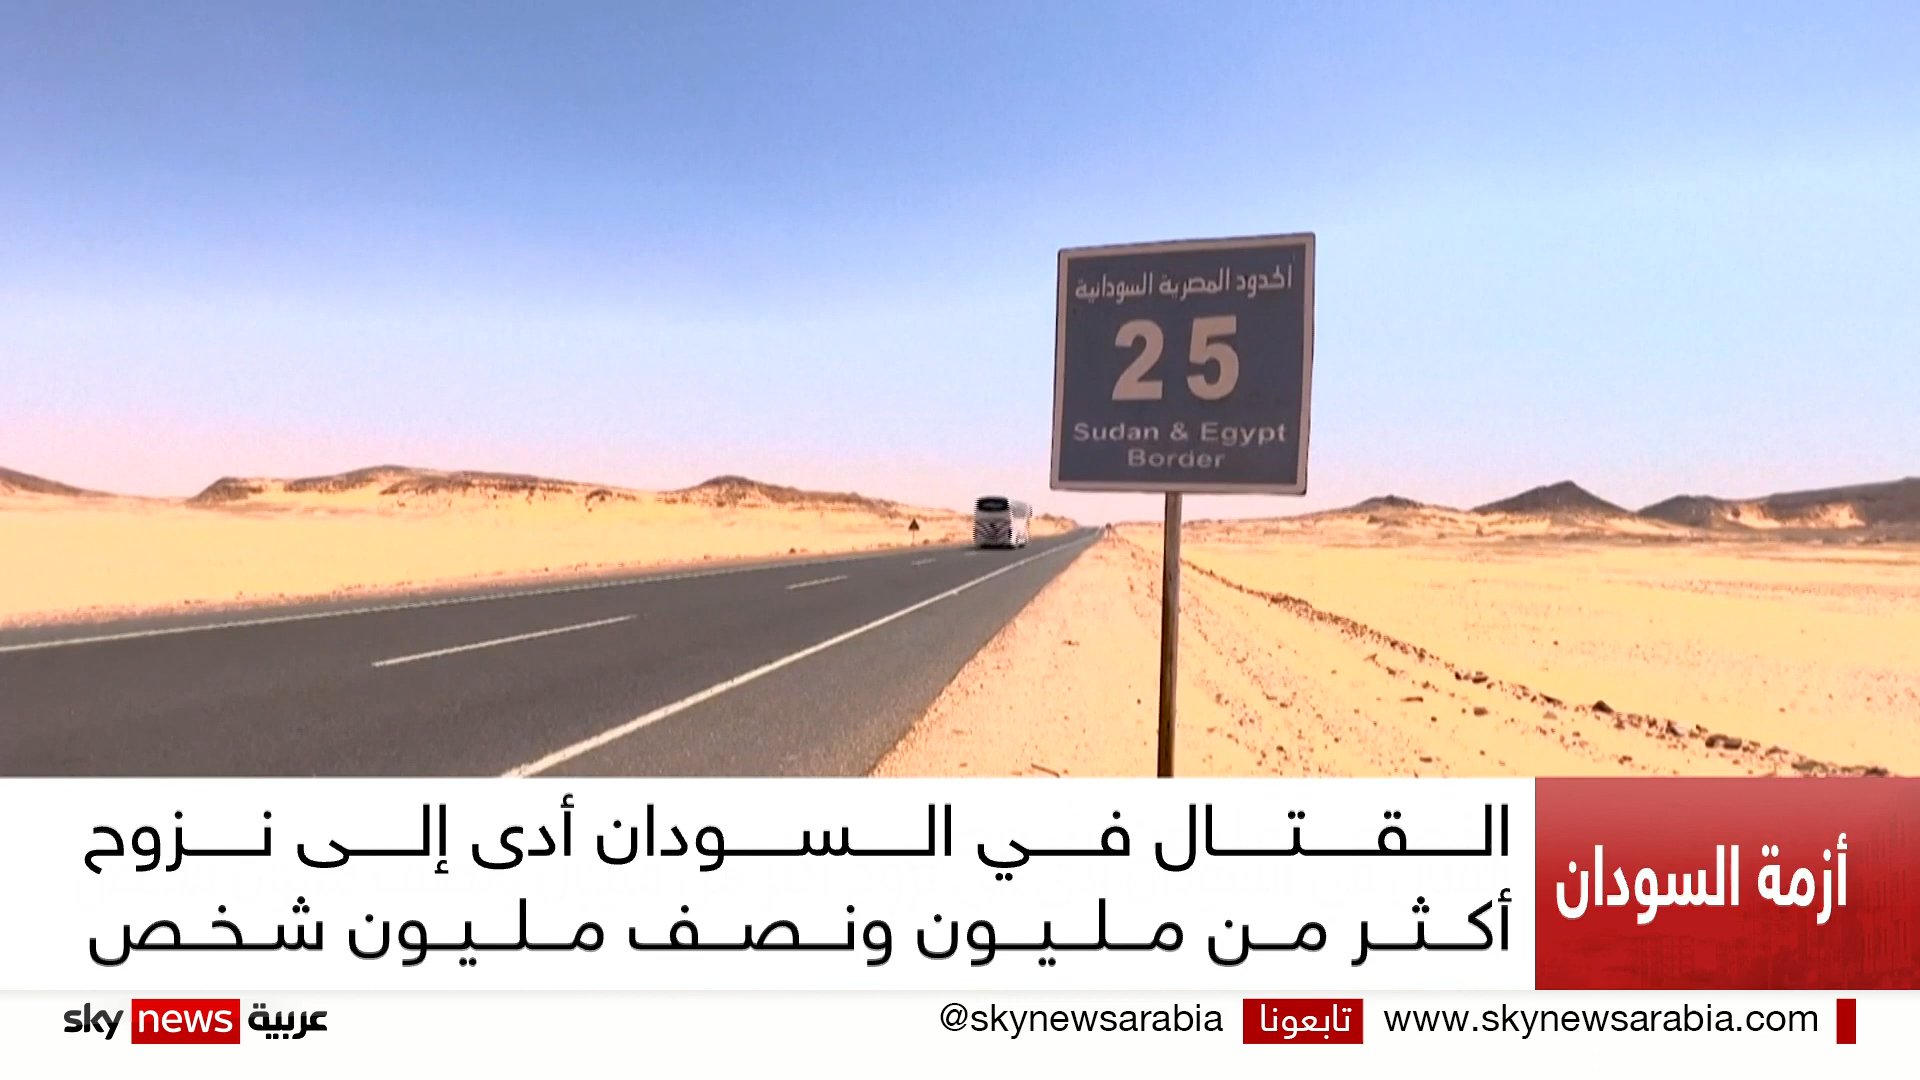 الحدود المصرية السودانية
25
Sudan & Egypt
Border
أزمة السودان
القتال في السودان أدى إلى نزوح
أكثر من مليون ونصف مليون شخص
sky news عربية
@skynewsarabia
تابعونا
www.skynewsarabia.com